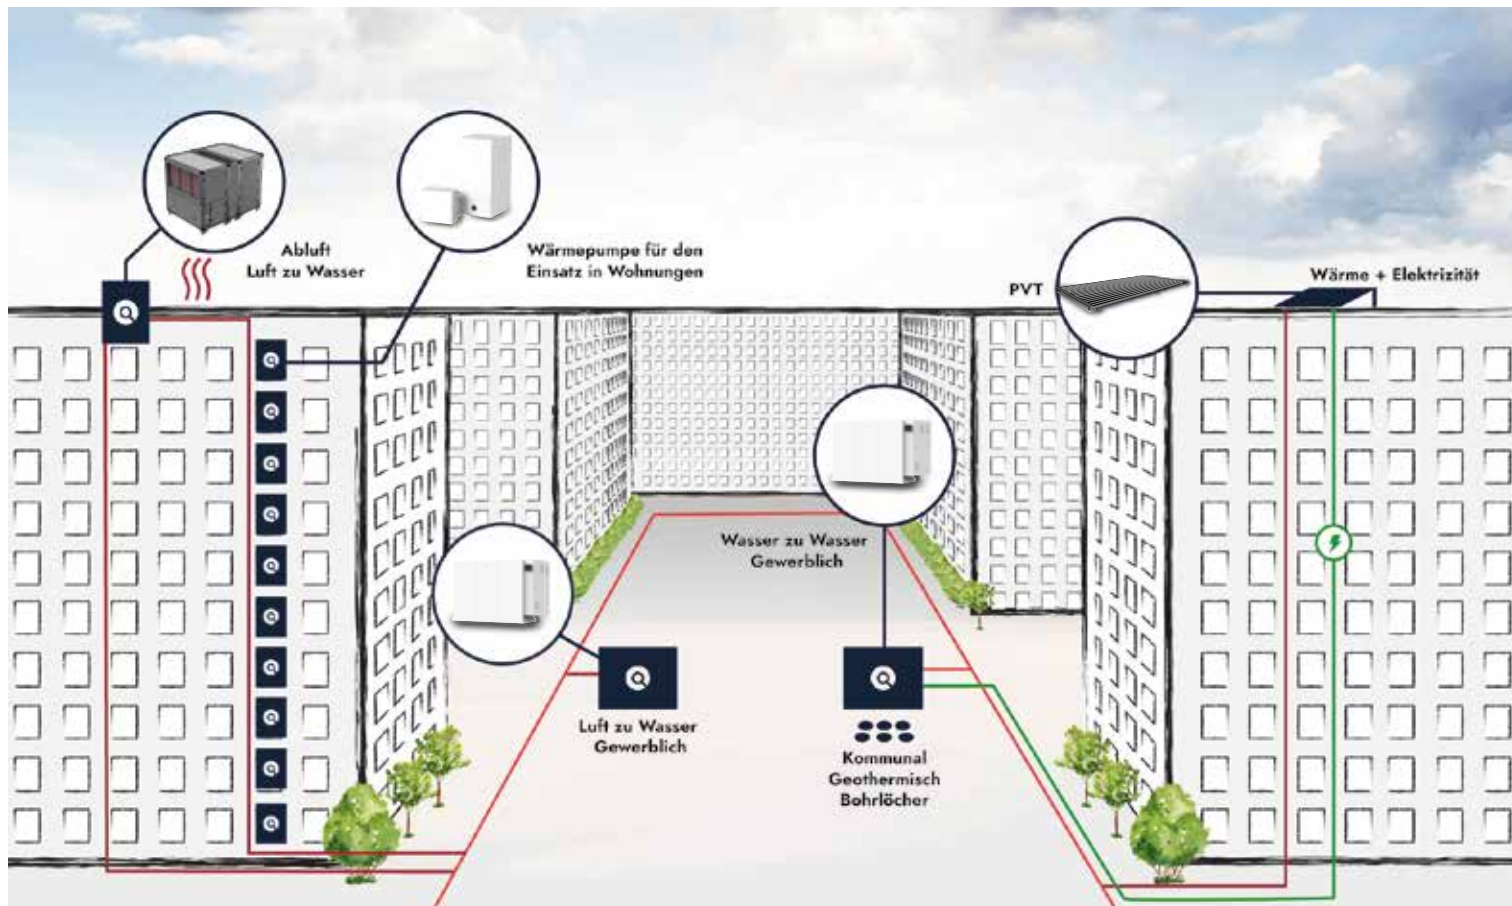 Abluft
Luft zu Wasser
Wärmepumpe für den
Einsatz in Wohnungen
PVT
Wärme + Elektrizität
Wasser zu Wasser
Gewerblich
Luft zu Wasser
Gewerblich
Kommunal
Geothermisch
Bohrlöcher